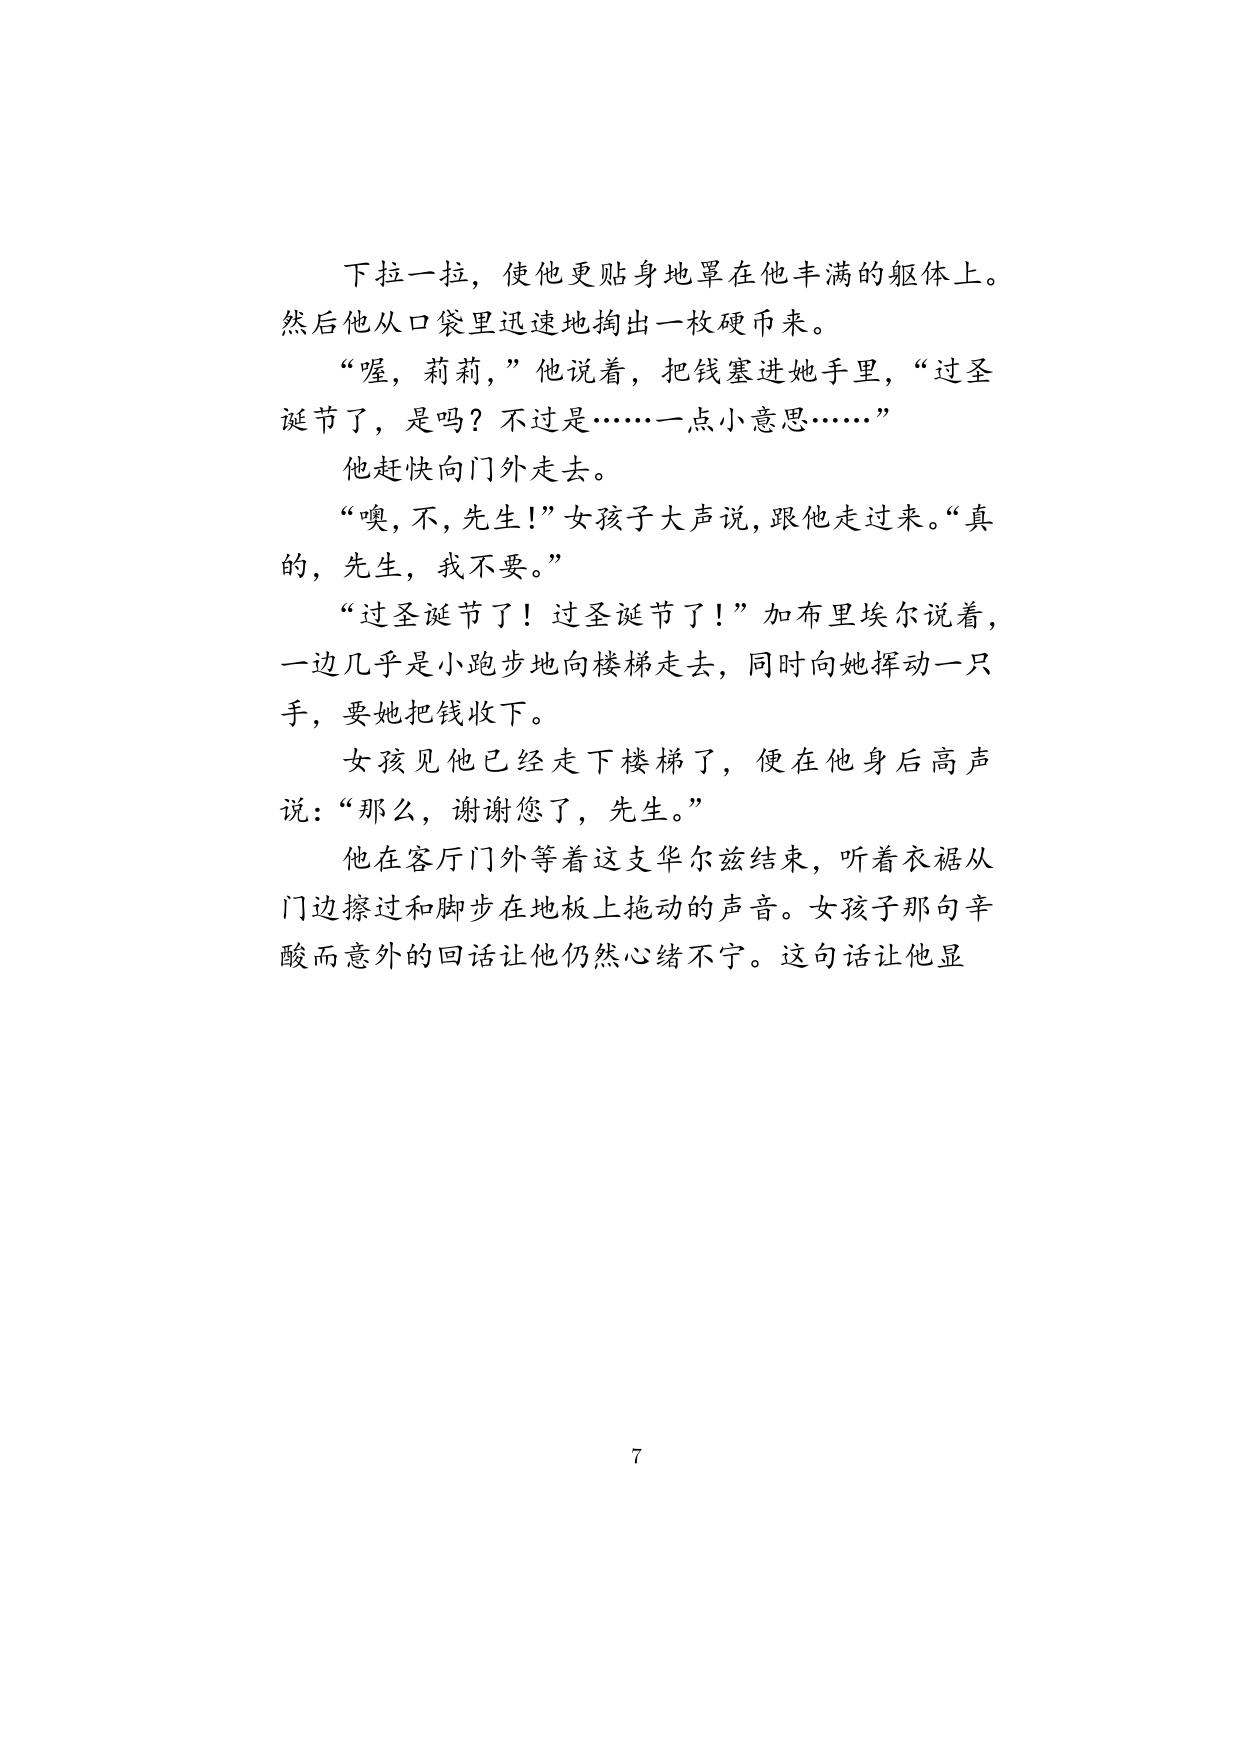 下拉一拉，使他更贴身地罩在他丰满的躯体上。
然后他从口袋里迅速地掏出一枚硬币来。
“喔，莉莉，”他说着，把钱塞进她手里，“过圣
诞节了，是吗？不过是……一点小意思……”
他赶快向门外走去。
“噢，不，先生！”女孩子大声说，跟他走过来。“真
的，先生，我不要。”
“过圣诞节了！过圣诞节了！”加布里埃尔说着，
一边几乎是小跑步地向楼梯走去，同时向她挥动一只
手，要她把钱收下。
女孩见他已经走下楼梯了，便在他身后高声
说：“那么，谢谢您了，先生。”
他在客厅门外等着这支华尔兹结束，听着衣裾从
门边擦过和脚步在地板上拖动的声音。女孩子那句辛
酸而意外的回话让他仍然心绪不宁。这句话让他显
7